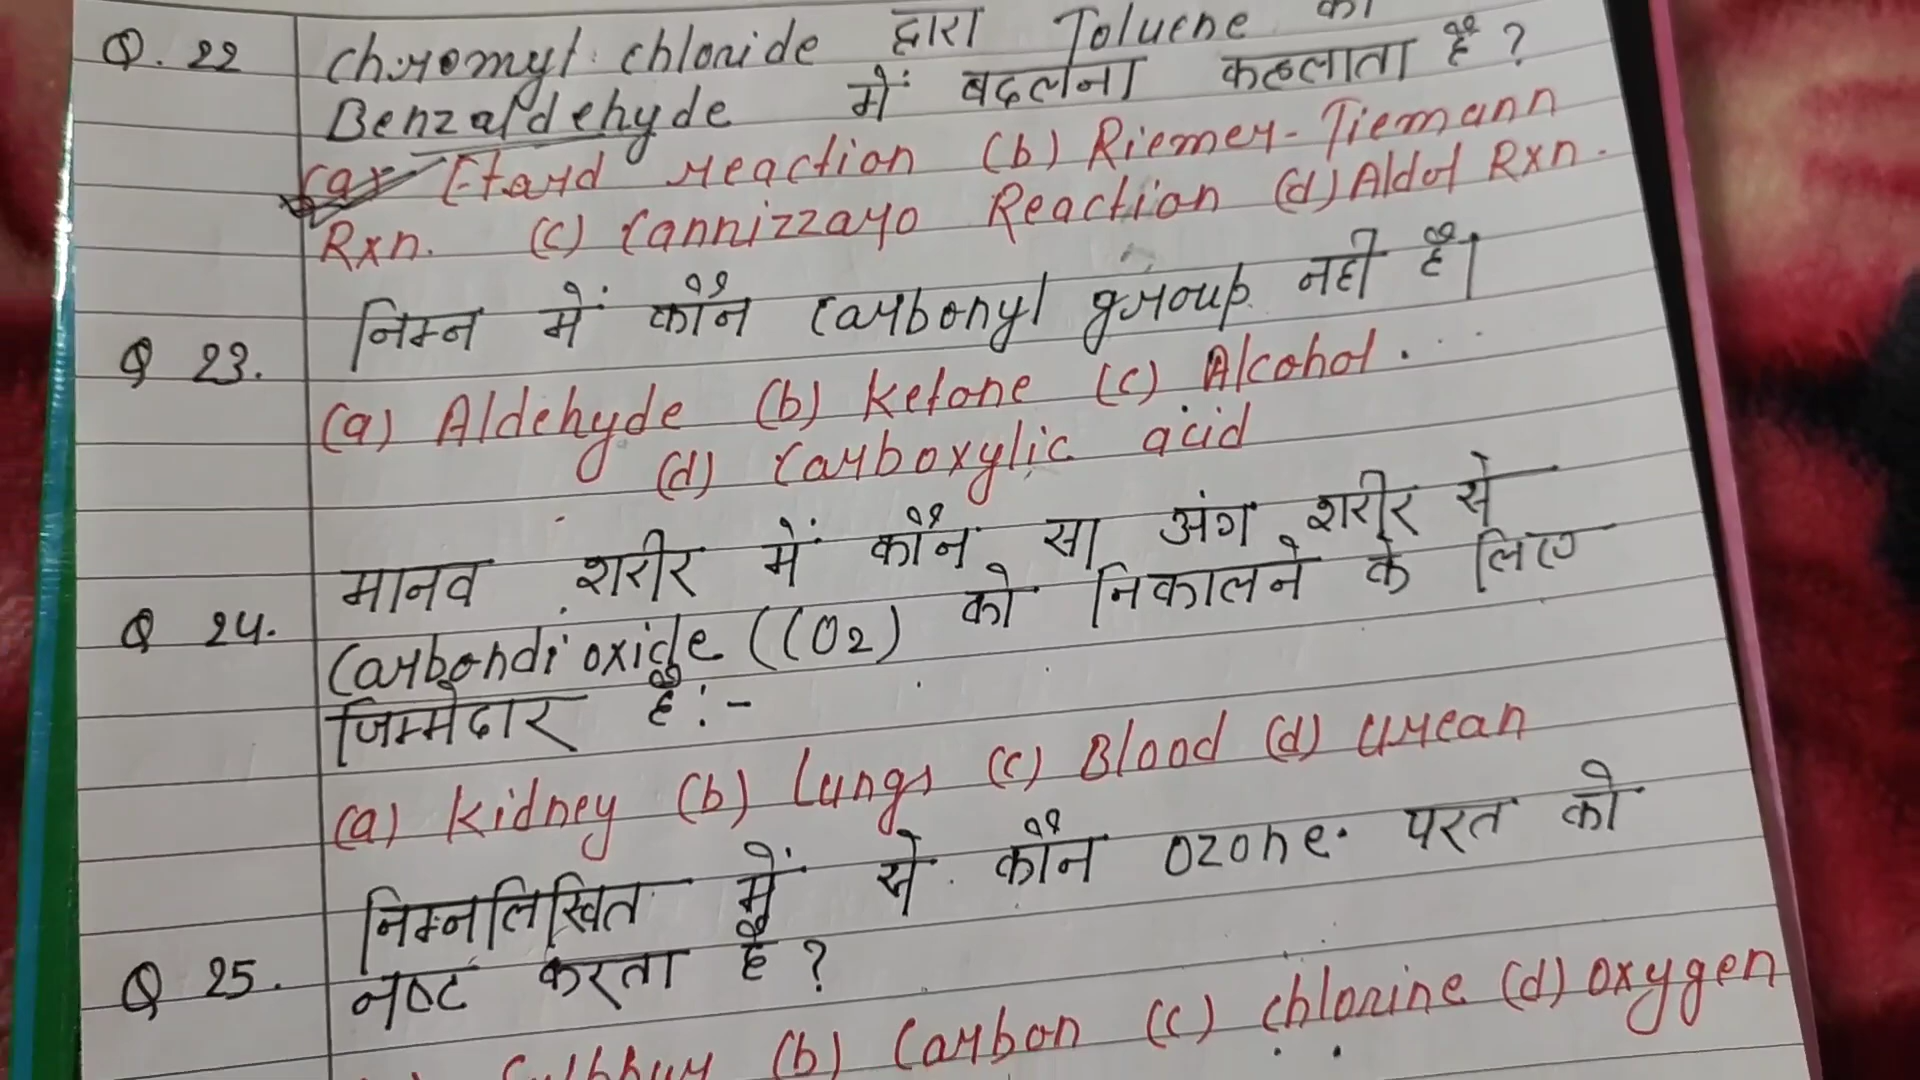 Q. 22 Chromyl chloride द्वारा Toluene को
Benzaldehyde में बदलना कहलाता है ?
(a) Etard reaction (b) Riemer-Tiemann
Rxn. (c) Cannizzaro Reaction (d) Aldol Rxn.
Q 23. निम्न में कौन Carbonyl group नही है।
(a) Aldehyde (b) Ketone (c) Alcohol.
(d) Carboxylic acid
Q 24. मानव शरीर में कौन सा अंग शरीर से
Carbondioxide (CO2) को निकालने के लिए
जिम्मेदार है :-
(a) Kidney (b) Lungs (c) Blood (d) urean
Q 25. निम्नलिखित में से कौन Ozone परत को
नष्ट करता है ?
Sulphur (b) Carbon (c) chlorine (d) oxygen